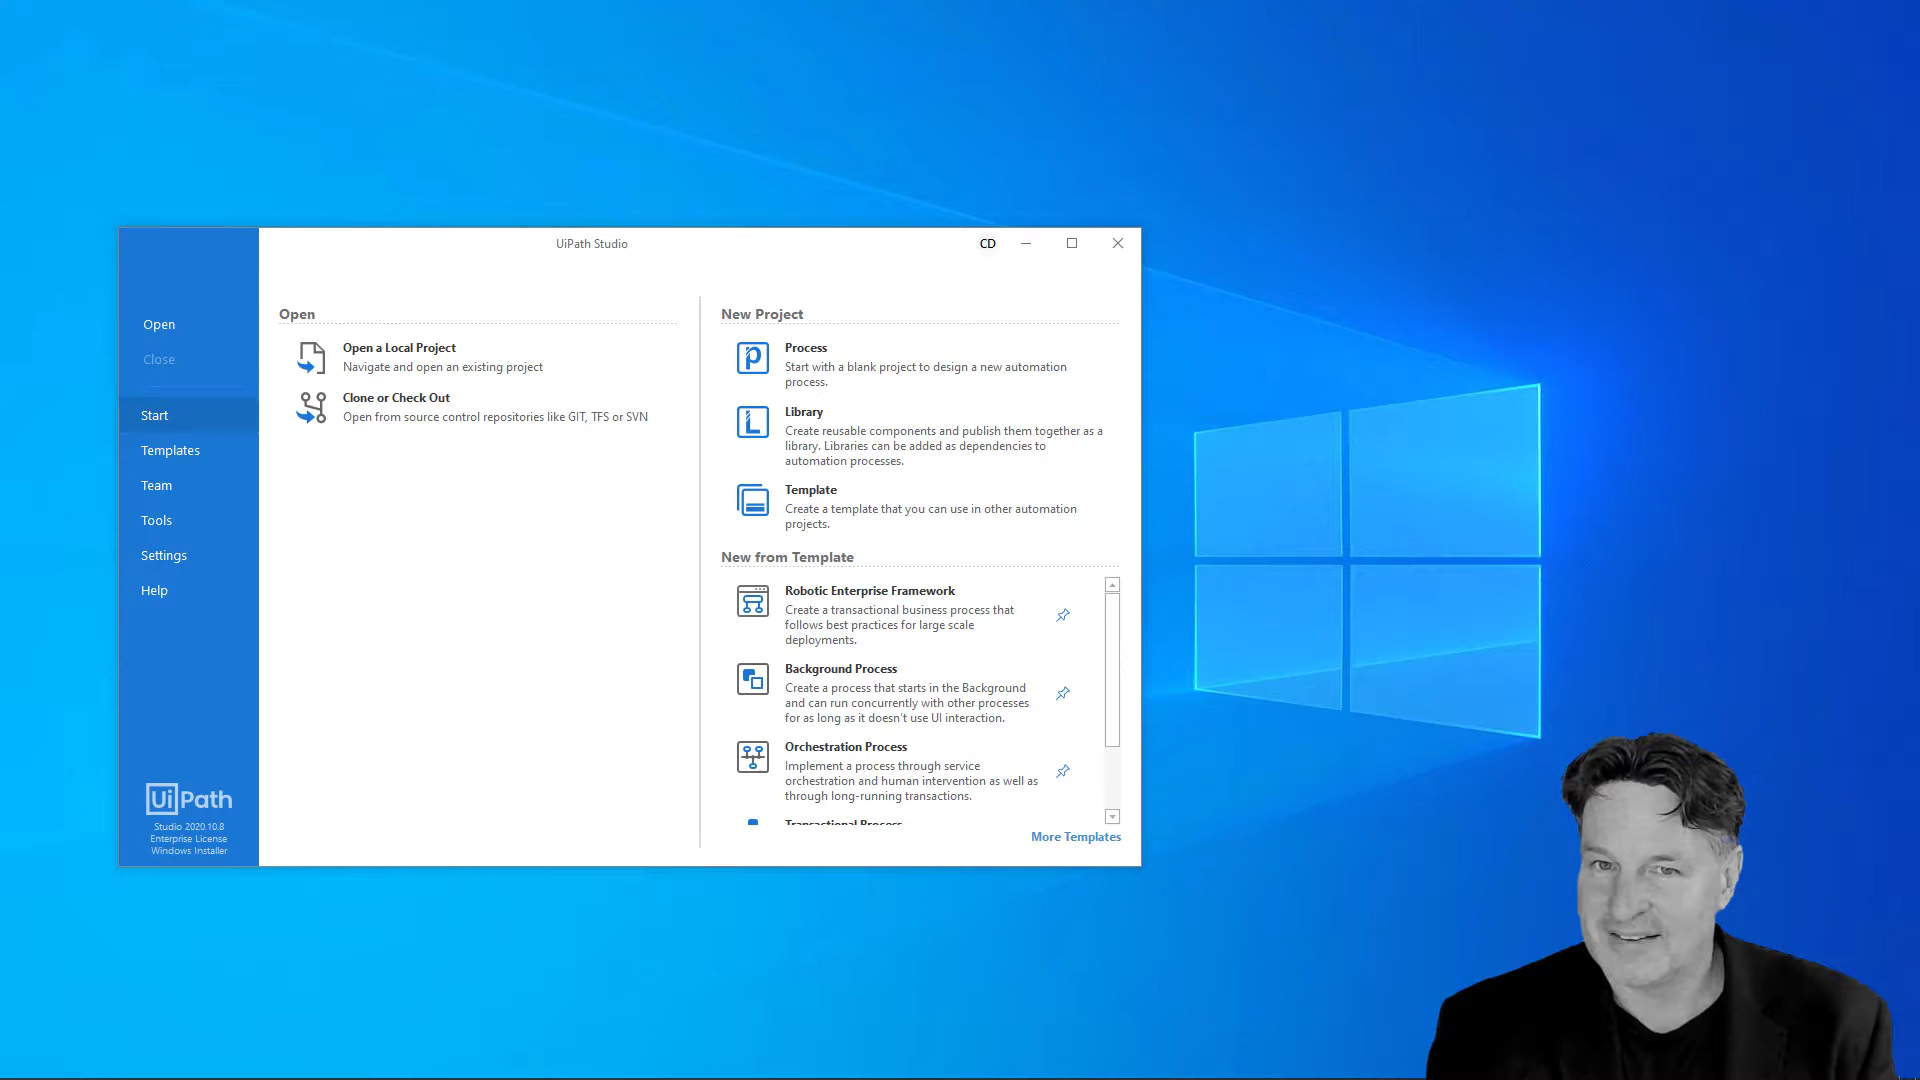 UiPath Studio
CD
Open
Close
Start
Templates
Team
Tools
Settings
Help
UiPath
Studio 2020.10.8
Enterprise License
Windows Installer
Open
Open a Local Project
Navigate and open an existing project
Clone or Check Out
Open from source control repositories like GIT, TFS or SVN
New Project
Process
Start with a blank project to design a new automation
process.
Library
Create reusable components and publish them together as a
library. Libraries can be added as dependencies to
automation processes.
Template
Create a template that you can use in other automation
projects.
New from Template
Robotic Enterprise Framework
Create a transactional business process that
follows best practices for large scale
deployments.
Background Process
Create a process that starts in the Background
and can run concurrently with other processes
for as long as it doesn't use UI interaction.
Orchestration Process
Implement a process through service
orchestration and human intervention as well as
through long-running transactions.
Transactional Process
More Templates